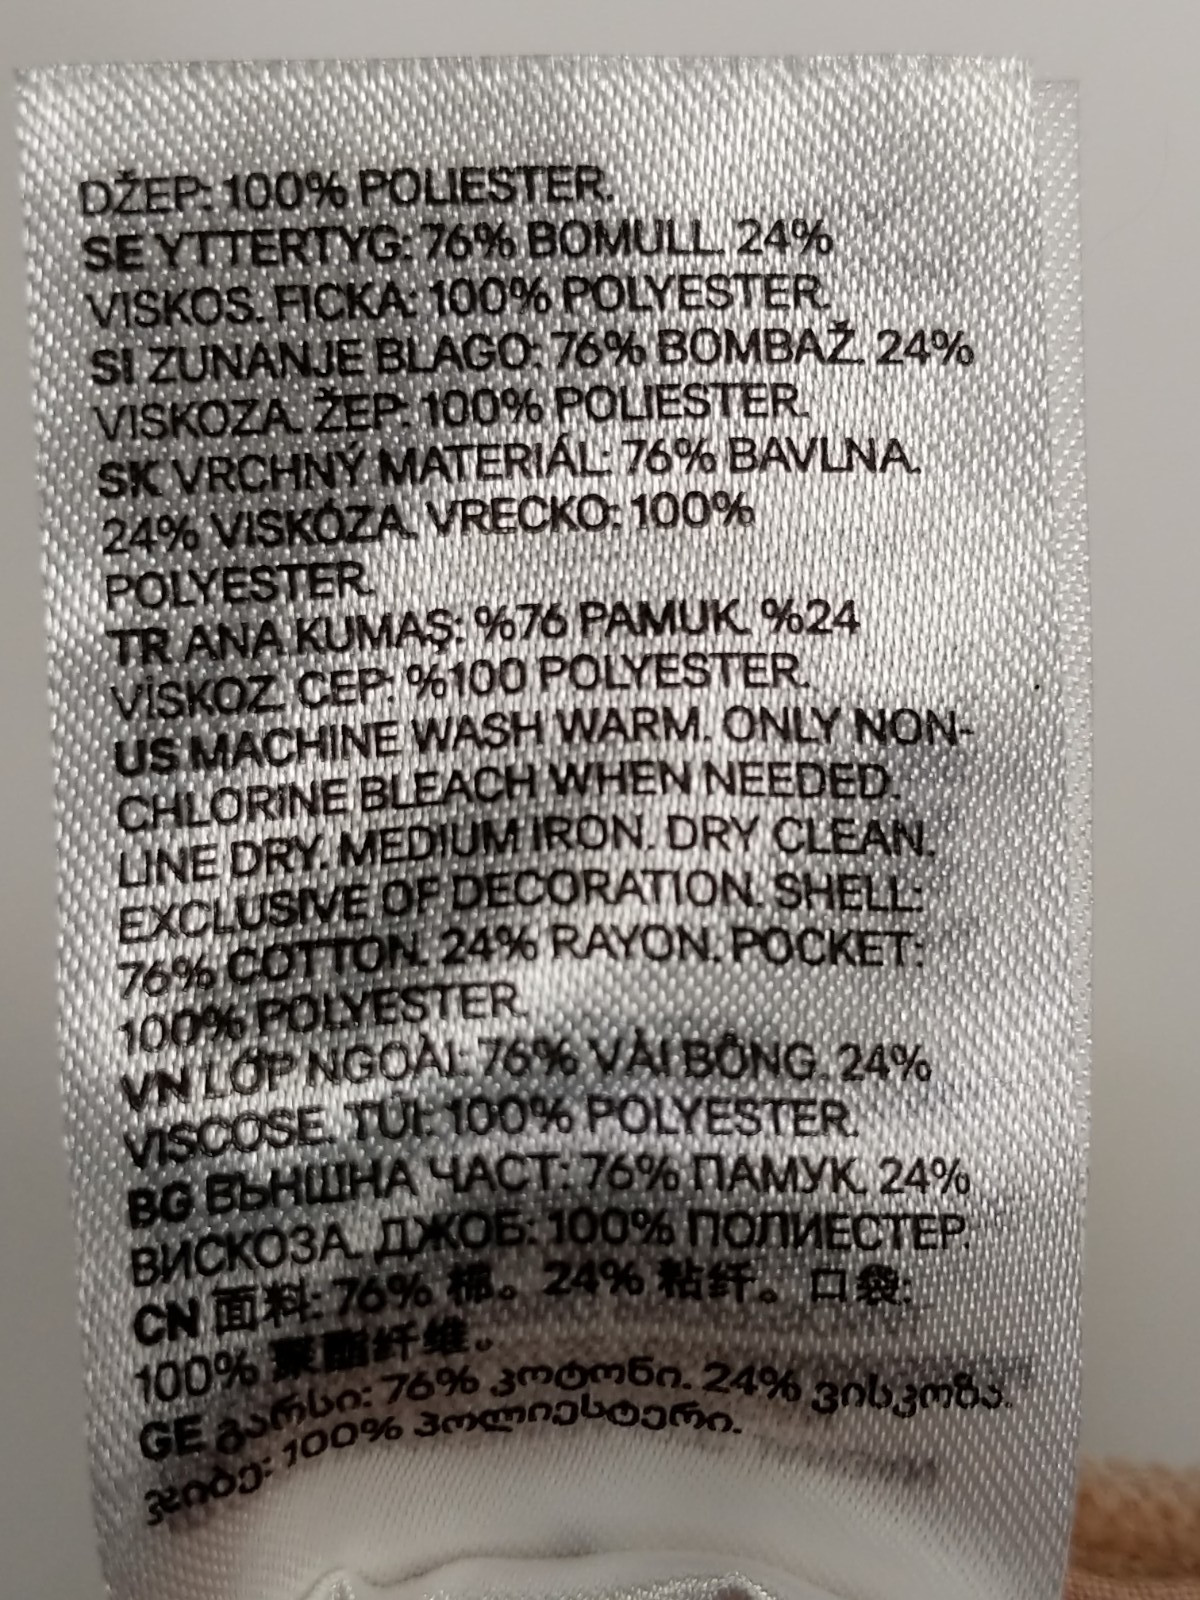 DŽEP: 100% POLIESTER.
SE YTTERTYG: 76% BOMULL. 24%
VISKOS. FICKA: 100% POLYESTER.
SI ZUNANJE BLAGO: 76% BOMBAŽ. 24%
VISKOZA. ŽEP: 100% POLIESTER.
SK VRCHNÝ MATERIÁL: 76% BAVLNA.
24% VISKÓZA. VRECKO: 100%
POLYESTER.
TR ANA KUMAŞ: %76 PAMUK. %24
VİSKOZ. CEP: %100 POLYESTER.
US MACHINE WASH WARM. ONLY NON-
CHLORINE BLEACH WHEN NEEDED.
LINE DRY. MEDIUM IRON. DRY CLEAN.
EXCLUSIVE OF DECORATION. SHELL:
76% COTTON. 24% RAYON. POCKET:
100% POLYESTER.
VN LỚP NGOÀI: 76% VẢI BÔNG. 24%
VISCOSE. TÚI: 100% POLYESTER.
BG ВЪНШНА ЧАСТ: 76% ПАМУК. 24%
ВИСКОЗА. ДЖОБ: 100% ПОЛИЕСТЕР.
CN 面料: 76% 棉。24% 粘纤。口袋:
100% 聚酯纤维。
GE გარსი: 76% კოტონი. 24% ვისკოზა.
ჯიბე: 100% პოლიესტერი.